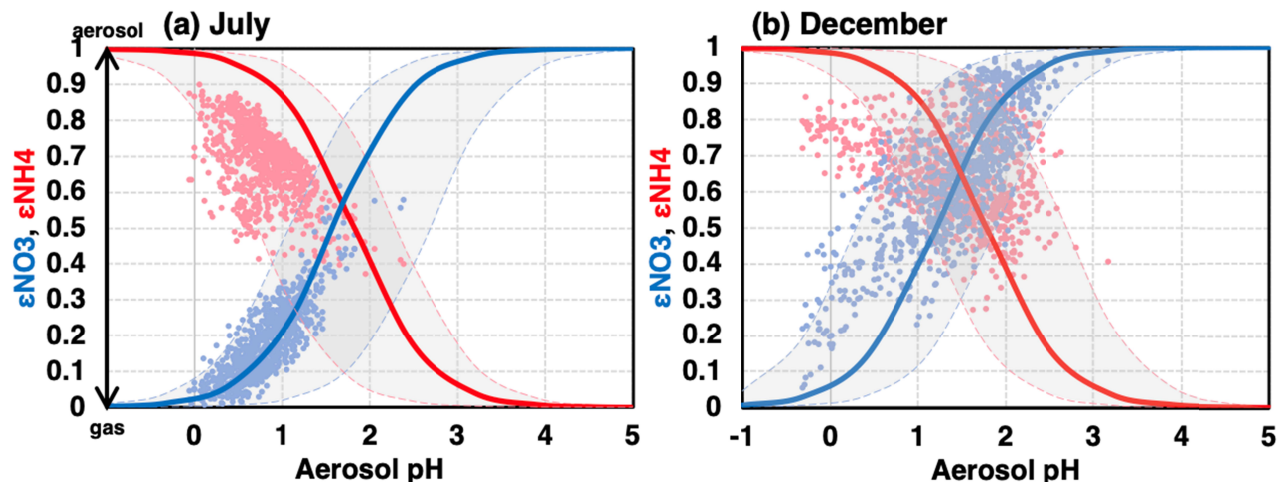 aerosol
(a) July
(b) December
εNO3, εNH4
1
0.9
0.8
0.7
0.6
0.5
0.4
0.3
0.2
0.1
0
gas
0 1 2 3 4 5
Aerosol pH
εNO3, εNH4
1
0.9
0.8
0.7
0.6
0.5
0.4
0.3
0.2
0.1
0
-1 0 1 2 3 4 5
Aerosol pH